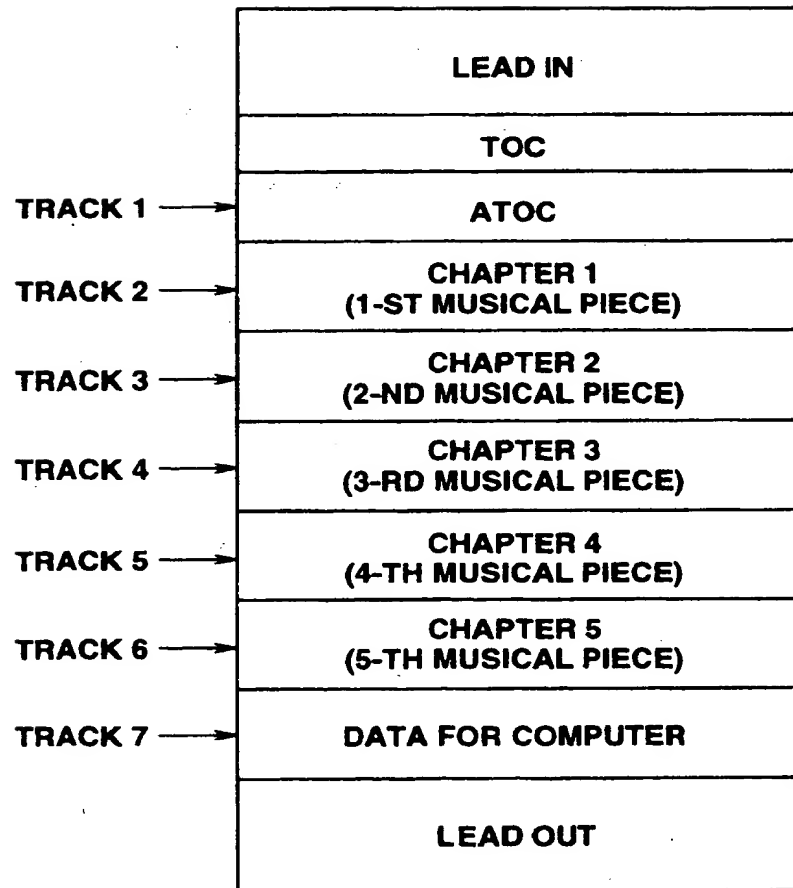 LEAD IN
TOC
TRACK 1
ATOC
TRACK 2
CHAPTER 1
(1-ST MUSICAL PIECE)
TRACK 3
CHAPTER 2
(2-ND MUSICAL PIECE)
TRACK 4
CHAPTER 3
(3-RD MUSICAL PIECE)
TRACK 5
CHAPTER 4
(4-TH MUSICAL PIECE)
TRACK 6
CHAPTER 5
(5-TH MUSICAL PIECE)
TRACK 7
DATA FOR COMPUTER
LEAD OUT